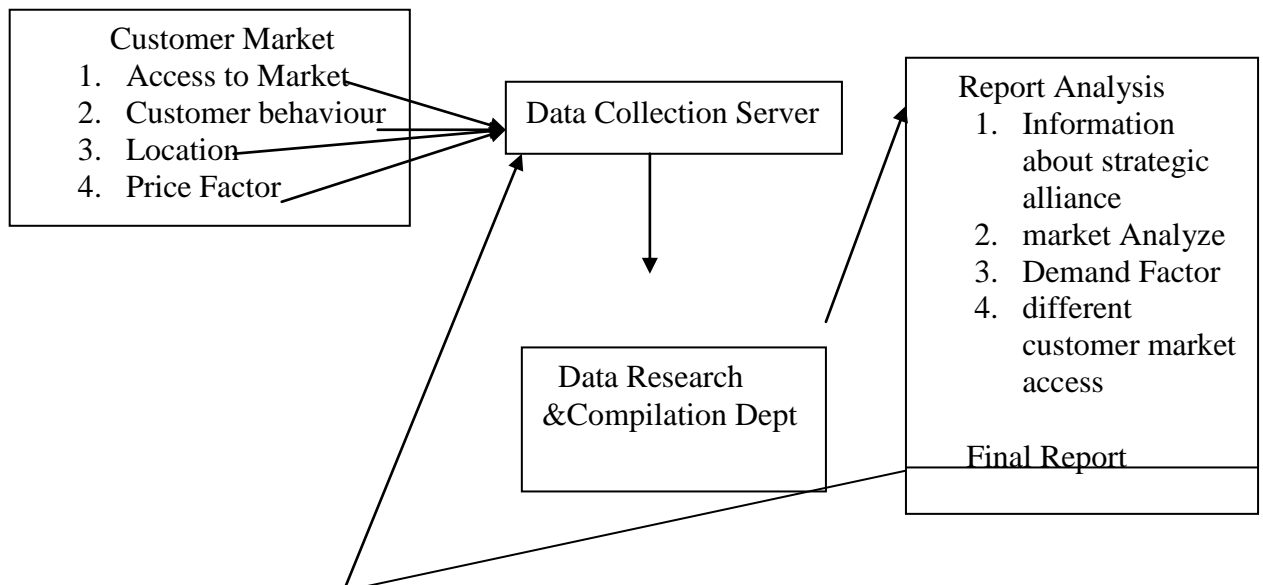 Customer Market
1. Access to Market
2. Customer behaviour
3. Location
4. Price Factor
Data Collection Server
Data Research
&Compilation Dept
Report Analysis
1. Information
about strategic
alliance
2. market Analyze
3. Demand Factor
4. different
customer market
access
Final Report